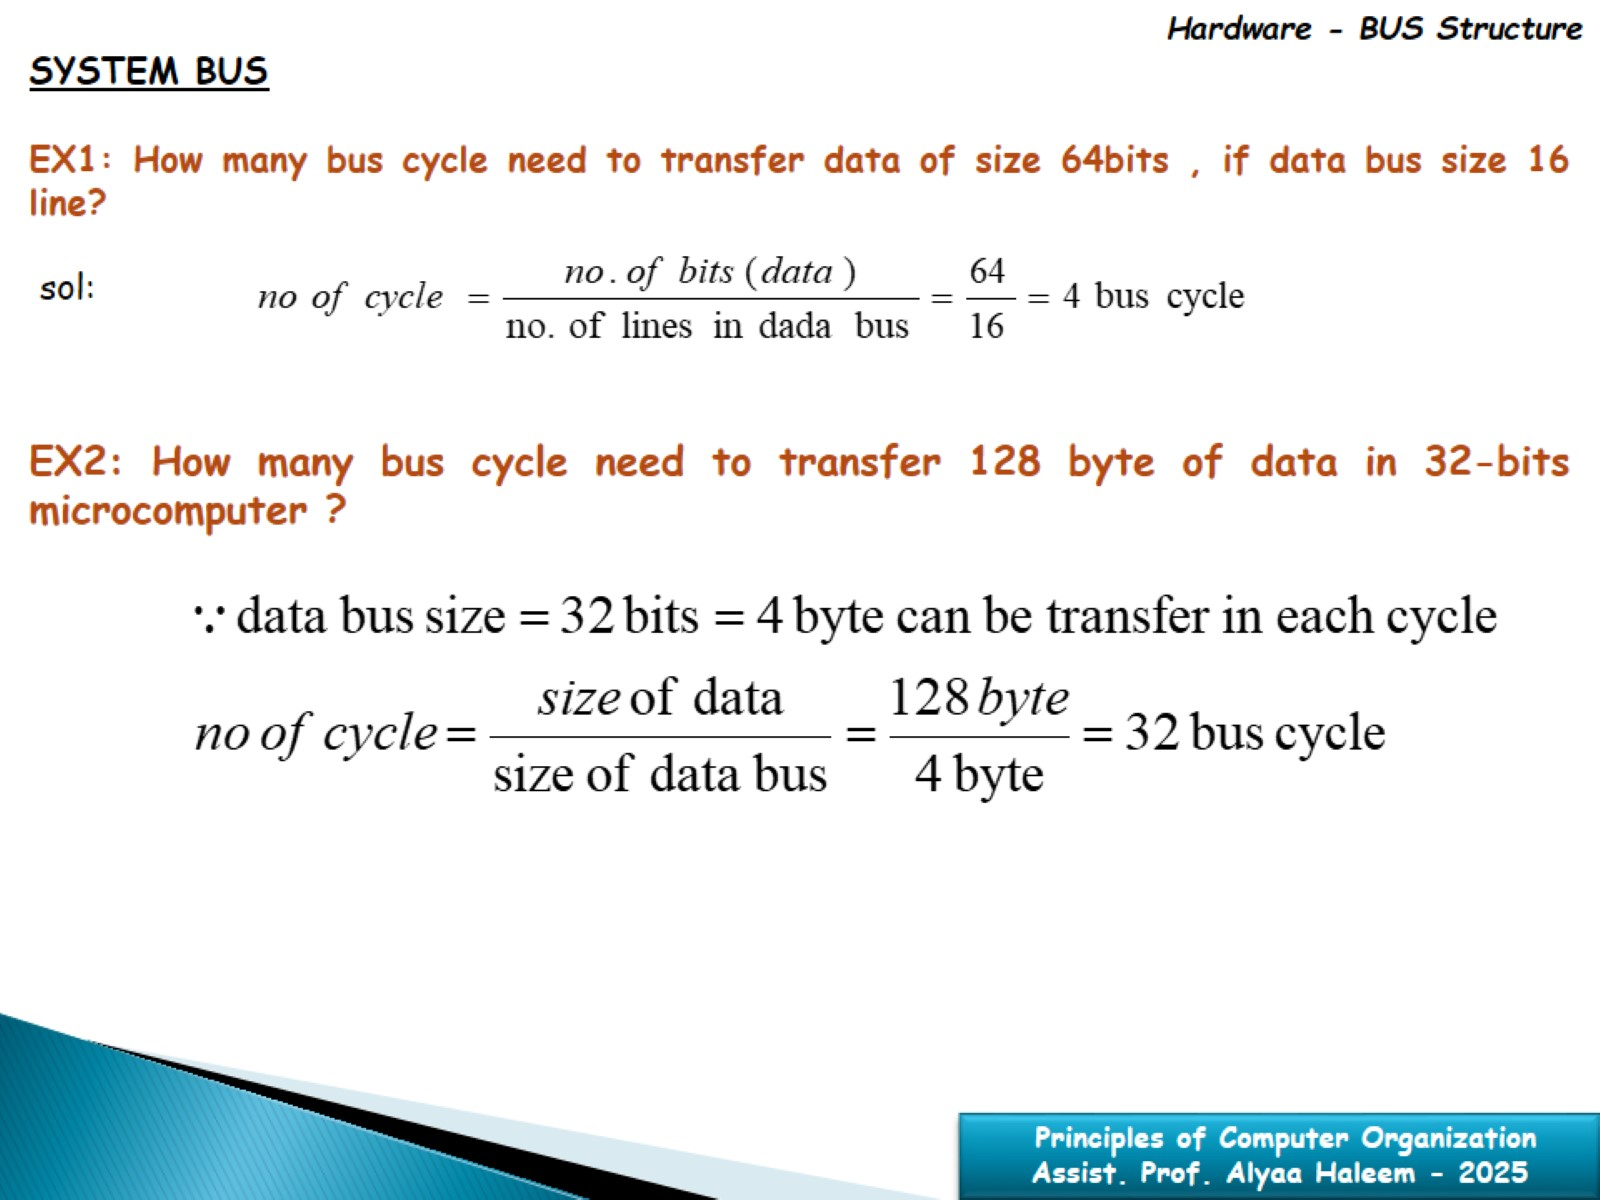 Hardware - BUS Structure
SYSTEM BUS
EX1: How many bus cycle need to transfer data of size 64bits , if data bus size 16
line?
sol:
no of cycle = no. of bits (data) / no. of lines in dada bus = 64 / 16 = 4 bus cycle
EX2: How many bus cycle need to transfer 128 byte of data in 32-bits
microcomputer ?
∵ data bus size = 32 bits = 4 byte can be transfer in each cycle
no of cycle = size of data / size of data bus = 128 byte / 4 byte = 32 bus cycle
Principles of Computer Organization
Assist. Prof. Alyaa Haleem - 2025